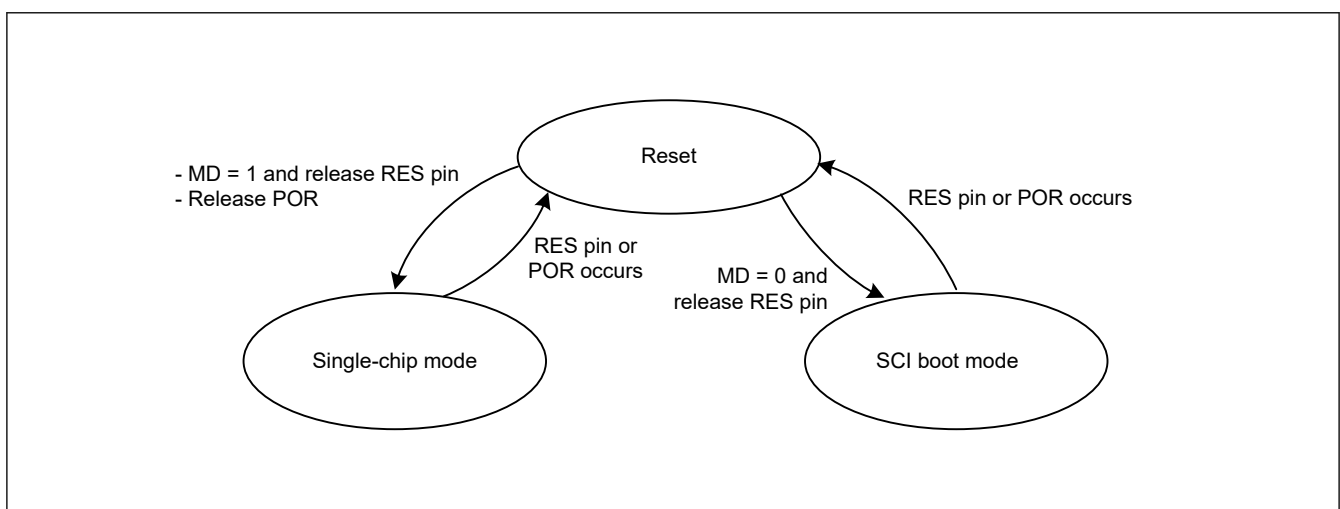 Reset
- MD = 1 and release RES pin
- Release POR
RES pin or POR occurs
RES pin or
POR occurs
MD = 0 and
release RES pin
Single-chip mode
SCI boot mode